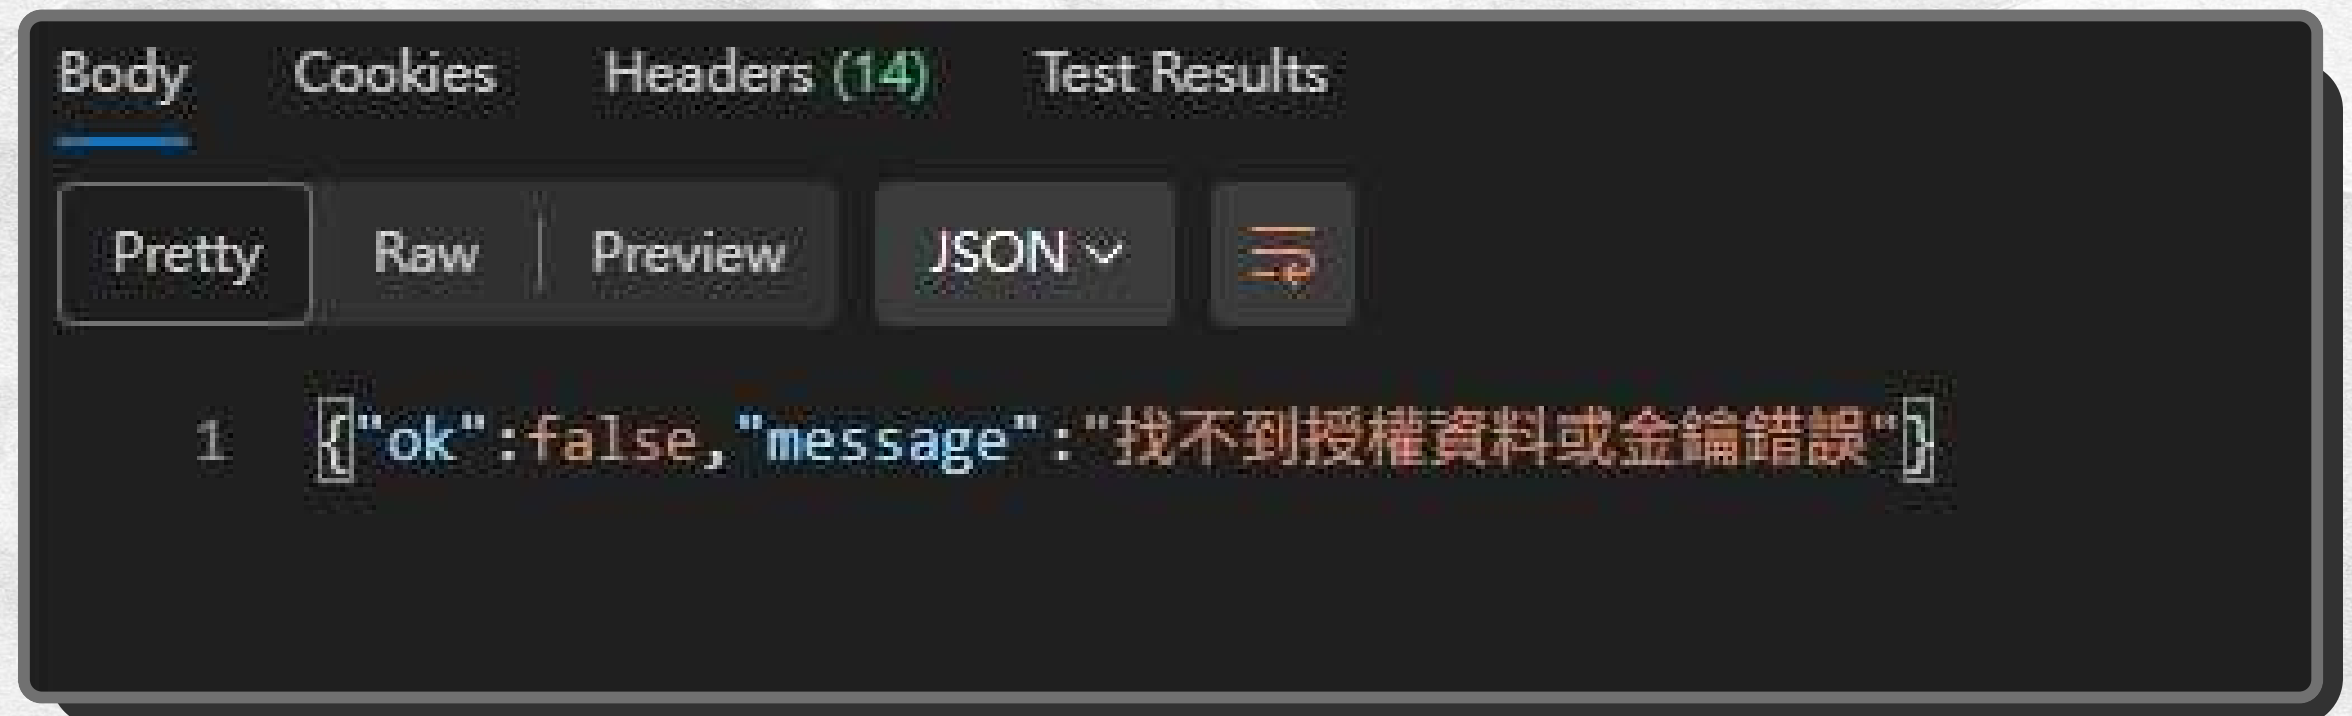 Body Cookies Headers (14) Test Results
Pretty Raw Preview JSON
1 {"ok":false,"message":"找不到授權資料或金鑰錯誤"}